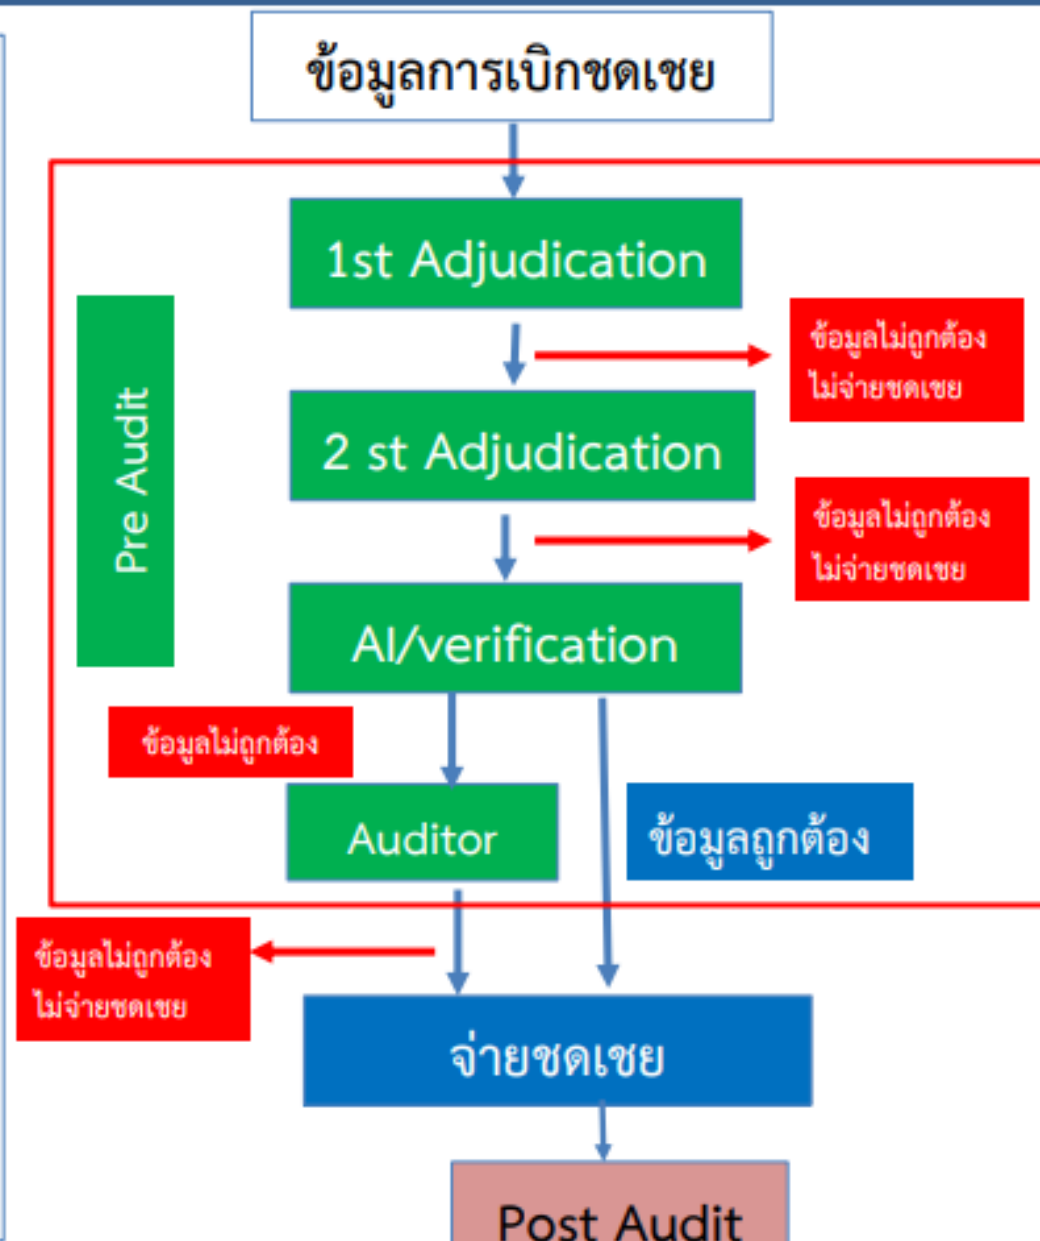 ข้อมูลการเบิกชดเชย
1st Adjudication
ข้อมูลไม่ถูกต้อง
ไม่จ่ายชดเชย
Pre Audit
2 st Adjudication
ข้อมูลไม่ถูกต้อง
ไม่จ่ายชดเชย
AI/verification
ข้อมูลไม่ถูกต้อง
Auditor
ข้อมูลถูกต้อง
ข้อมูลไม่ถูกต้อง
ไม่จ่ายชดเชย
จ่ายชดเชย
Post Audit